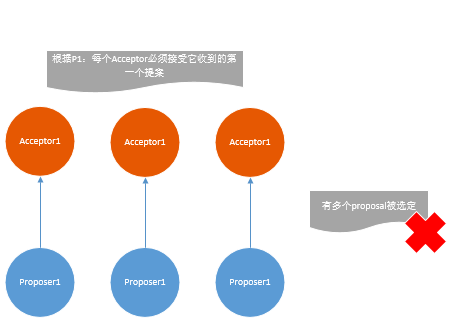 根据P1：每个Acceptor必须接受它收到的第
一个提案
Acceptor1
Acceptor1
Acceptor1
有多个proposal被选定
Proposer1
Proposer1
Proposer1